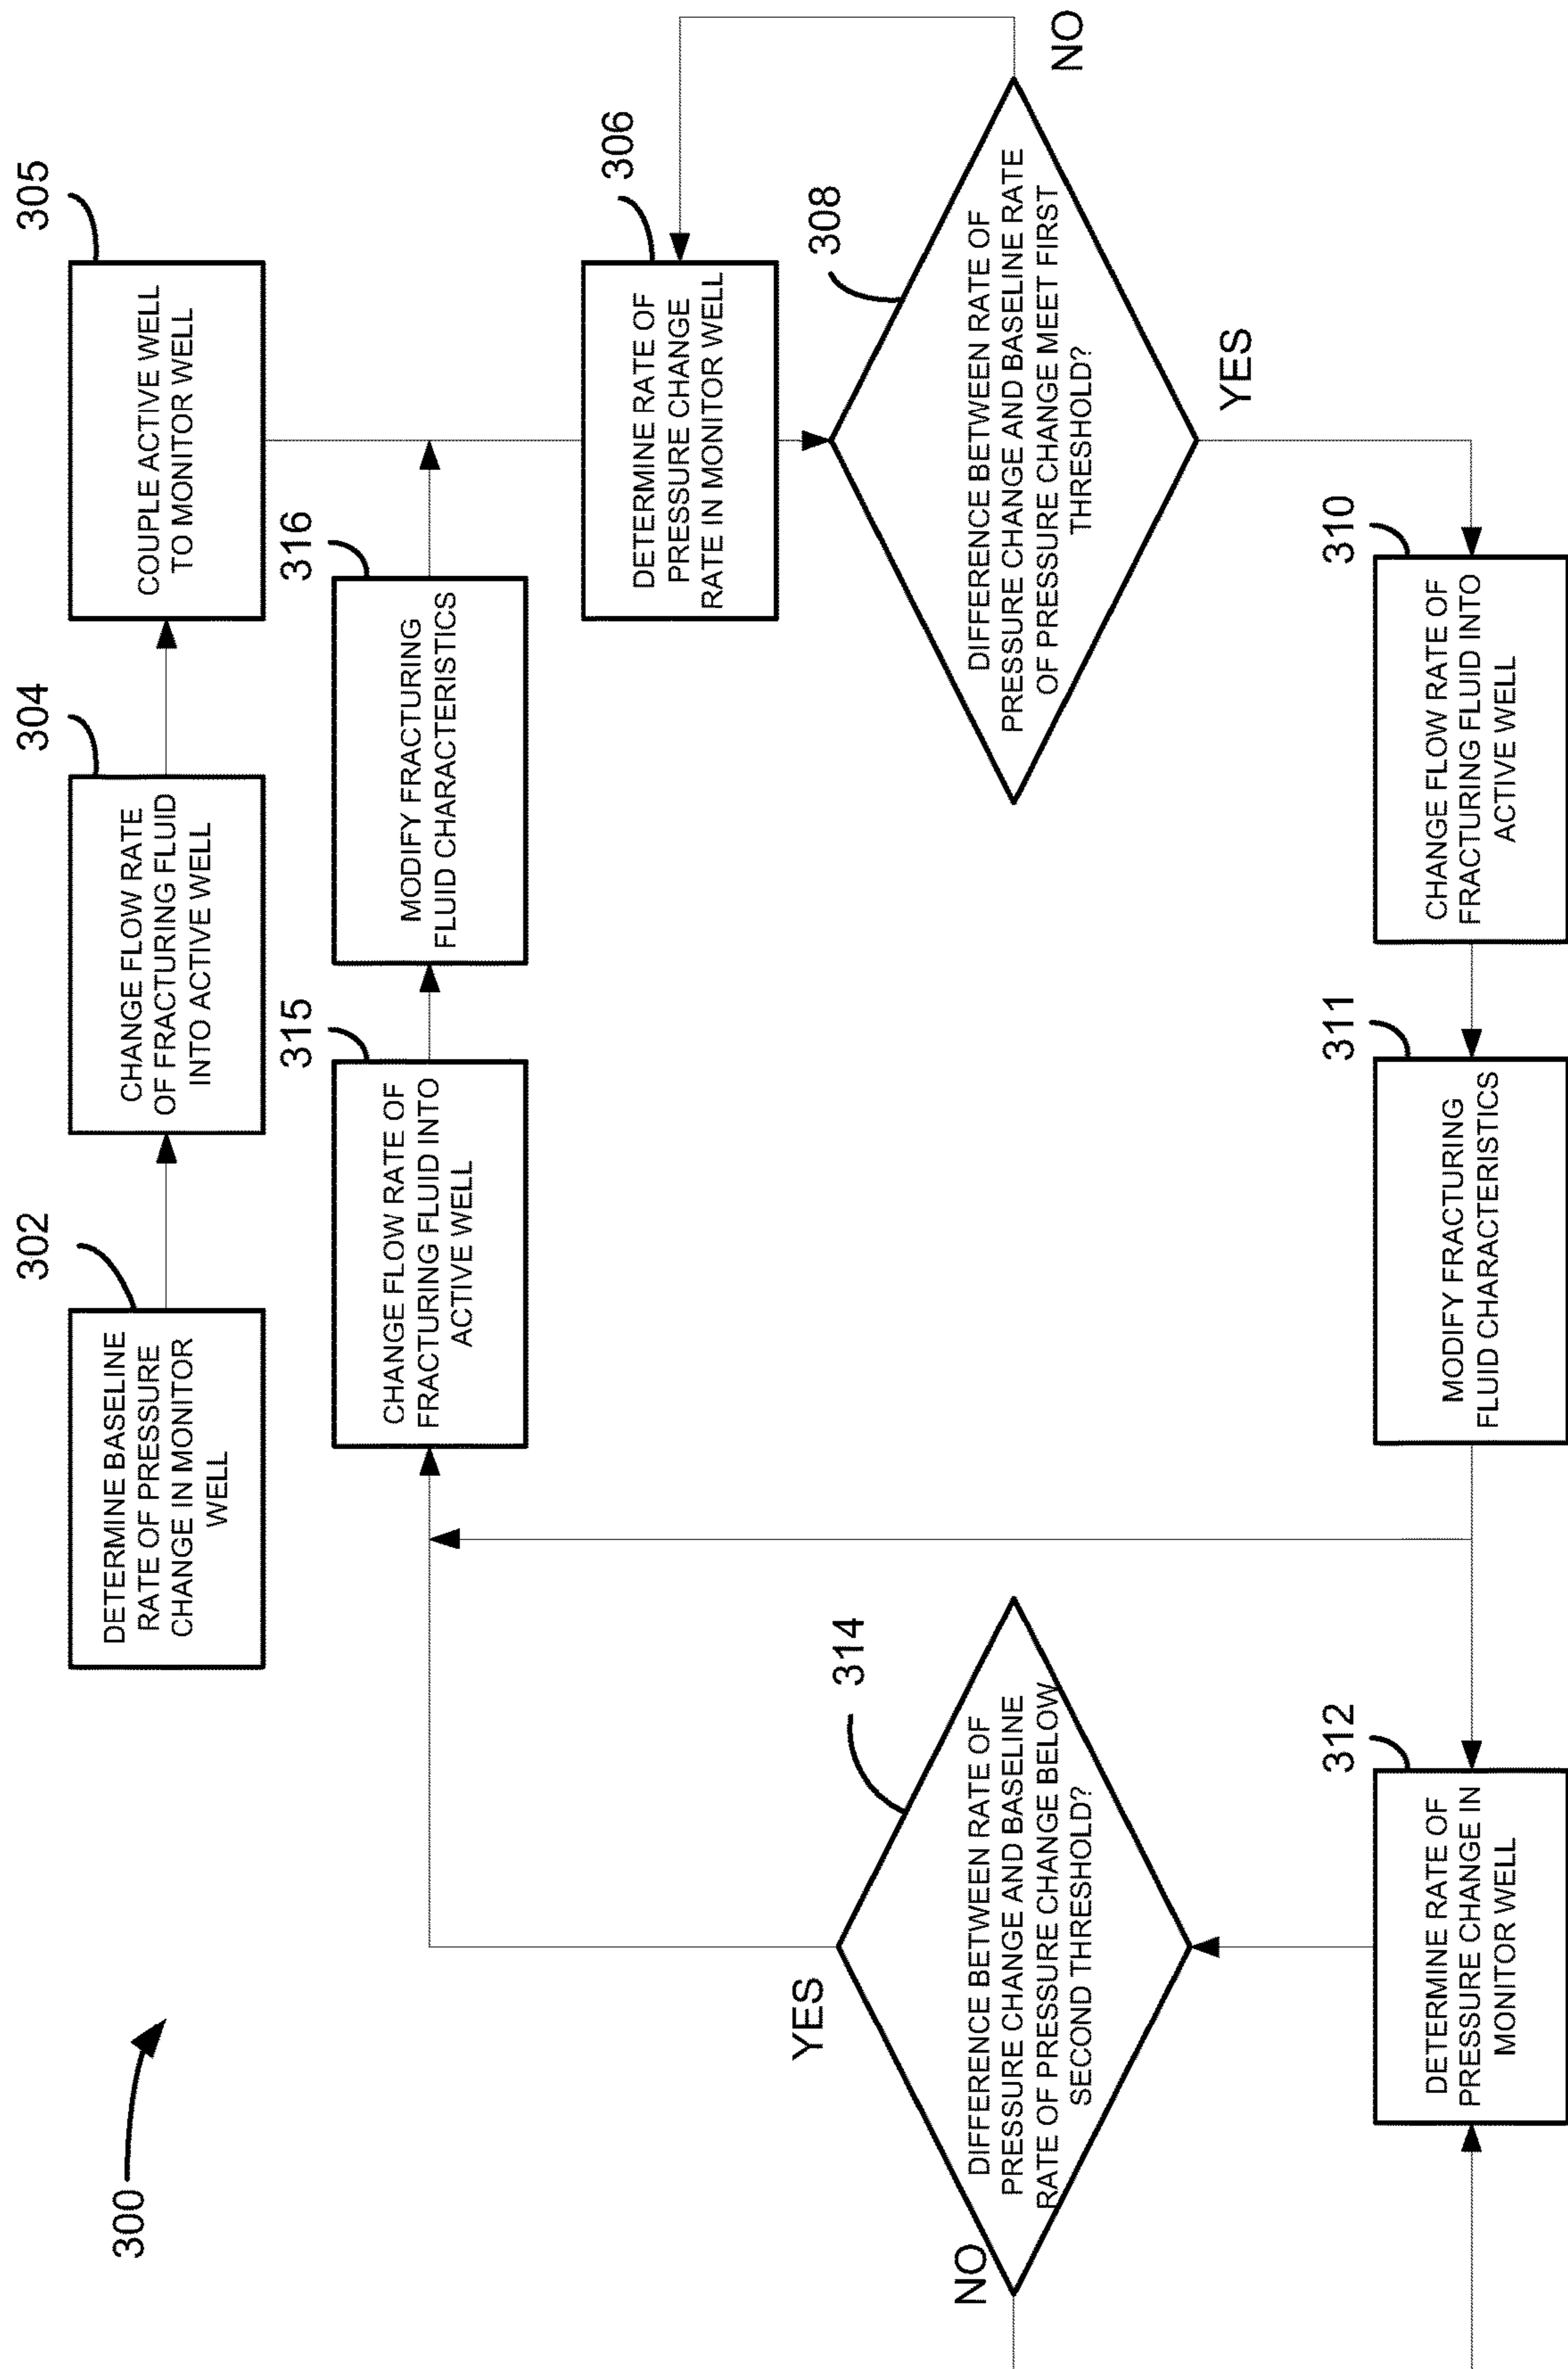 300
302
DETERMINE BASELINE
RATE OF PRESSURE
CHANGE IN MONITOR
WELL
304
CHANGE FLOW RATE
OF FRACTURING FLUID
INTO ACTIVE WELL
305
COUPLE ACTIVE WELL
TO MONITOR WELL
315
CHANGE FLOW RATE OF
FRACTURING FLUID INTO
ACTIVE WELL
316
MODIFY FRACTURING
FLUID CHARACTERISTICS
306
DETERMINE RATE OF
PRESSURE CHANGE
RATE IN MONITOR WELL
308
DIFFERENCE BETWEEN RATE OF
PRESSURE CHANGE AND BASELINE RATE
OF PRESSURE CHANGE MEET FIRST
THRESHOLD?
NO
YES
314
DIFFERENCE BETWEEN RATE OF
PRESSURE CHANGE AND BASELINE
RATE OF PRESSURE CHANGE BELOW
SECOND THRESHOLD?
YES
NO
312
DETERMINE RATE OF
PRESSURE CHANGE IN
MONITOR WELL
311
MODIFY FRACTURING
FLUID CHARACTERISTICS
310
CHANGE FLOW RATE OF
FRACTURING FLUID INTO
ACTIVE WELL